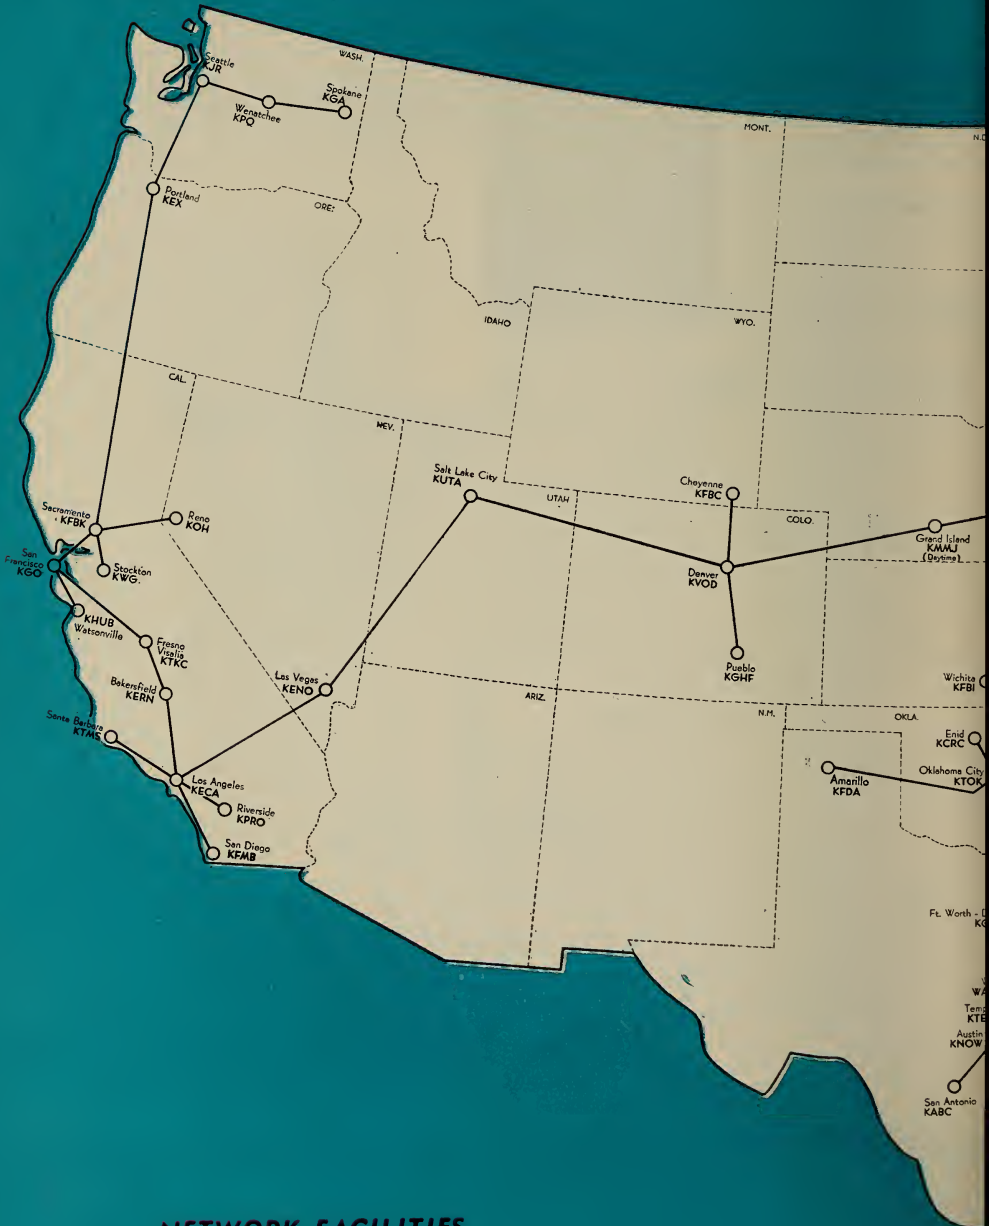 WASH.
Seattle
KJR
Wenatchee
KPQ
Spokane
KGA
MONT.
Portland
KEX
ORE.
IDAHO
WYO.
CAL.
NEV.
Salt Lake City
KUTA
UTAH
Cheyenne
KFBC
COLO.
Sacramento
KFBK
Reno
KOH
Grand Island
KMMJ
(Daytime)
San
Francisco
KGO
Stockton
KWG.
Denver
KVOD
KHUB
Watsonville
Fresno
Visalia
KTKC
Pueblo
KGHF
Bakersfield
KERN
Las Vegas
KENO
ARIZ.
Wichita
KFBI
Santa Barbara
KTMS
N.M.
OKLA.
Enid
KCRC
Los Angeles
KECA
Amarillo
KFDA
Oklahoma City
KTOK
Riverside
KPRO
San Diego
KFMB
Ft. Worth -
Austin
KNOW
San Antonio
KABC
NETWORK FACILITIES